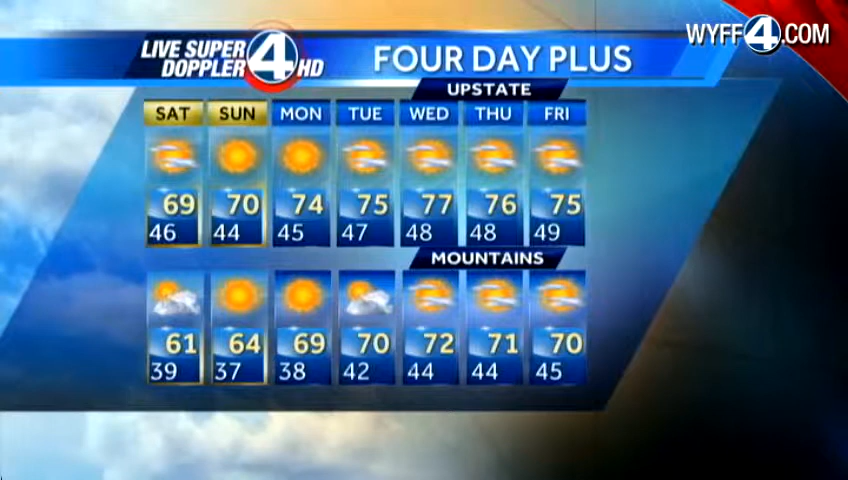 WYFF4.COM
LIVE SUPER
DOPPLER 4 HD
FOUR DAY PLUS
UPSTATE
SAT SUN MON TUE WED THU FRI
69 70 74 75 77 76 75
46 44 45 47 48 48 49
MOUNTAINS
61 64 69 70 72 71 70
39 37 38 42 44 44 45